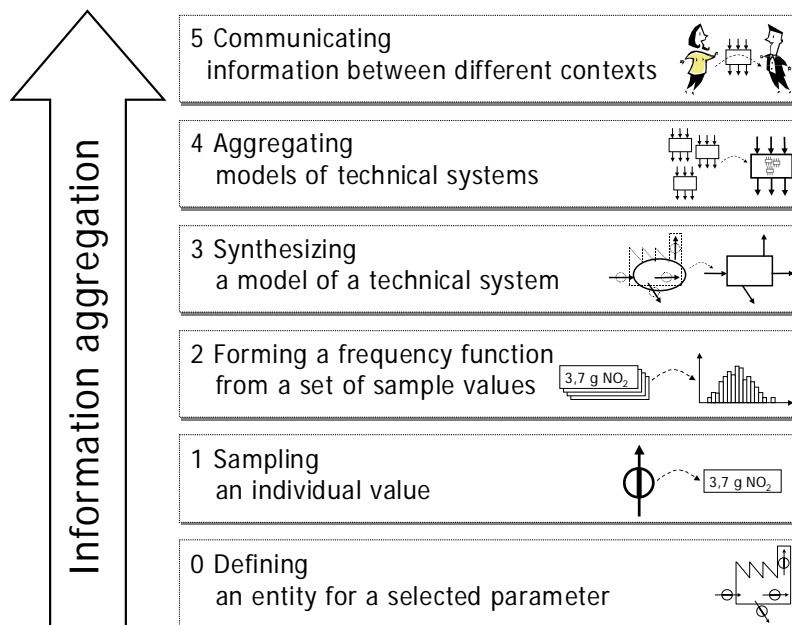 5 Communicating
information between different contexts
4 Aggregating
models of technical systems
3 Synthesizing
a model of a technical system
2 Forming a frequency function
from a set of sample values
3,7 g NO₂
1 Sampling
an individual value
3,7 g NO₂
0 Defining
an entity for a selected parameter
Information aggregation